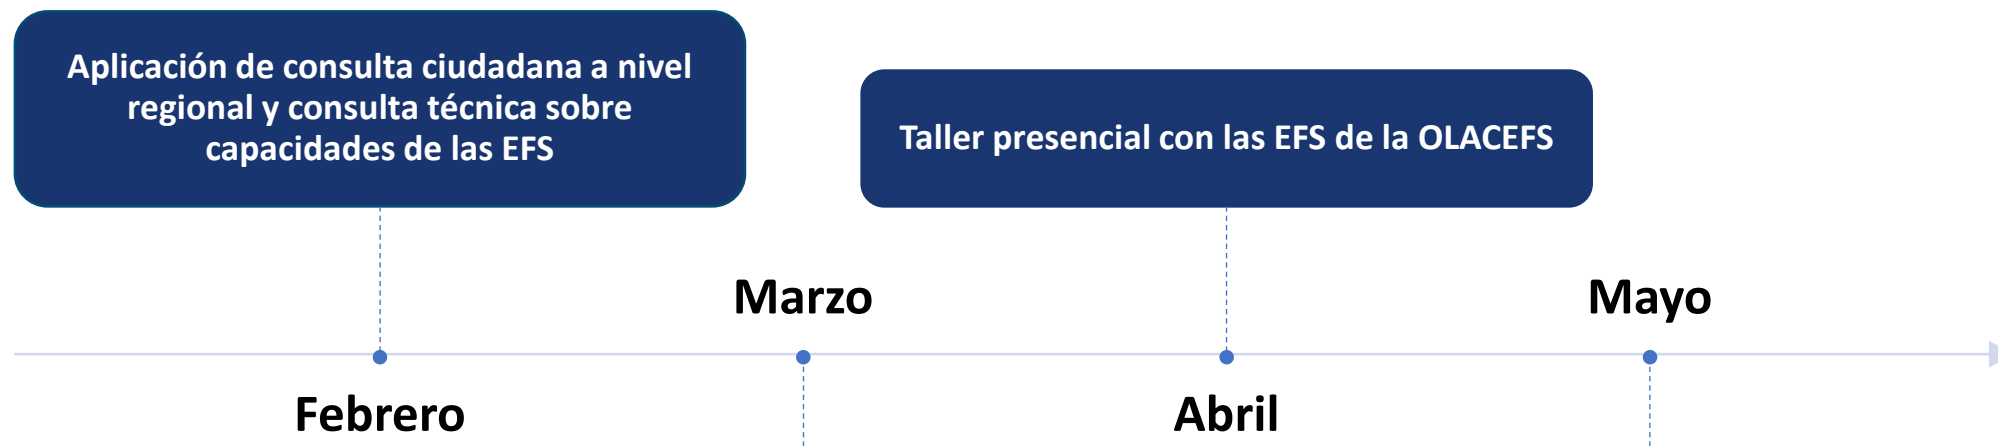 Aplicación de consulta ciudadana a nivel
regional y consulta técnica sobre
capacidades de las EFS
Taller presencial con las EFS de la OLACEFS
Marzo
Mayo
Febrero
Abril